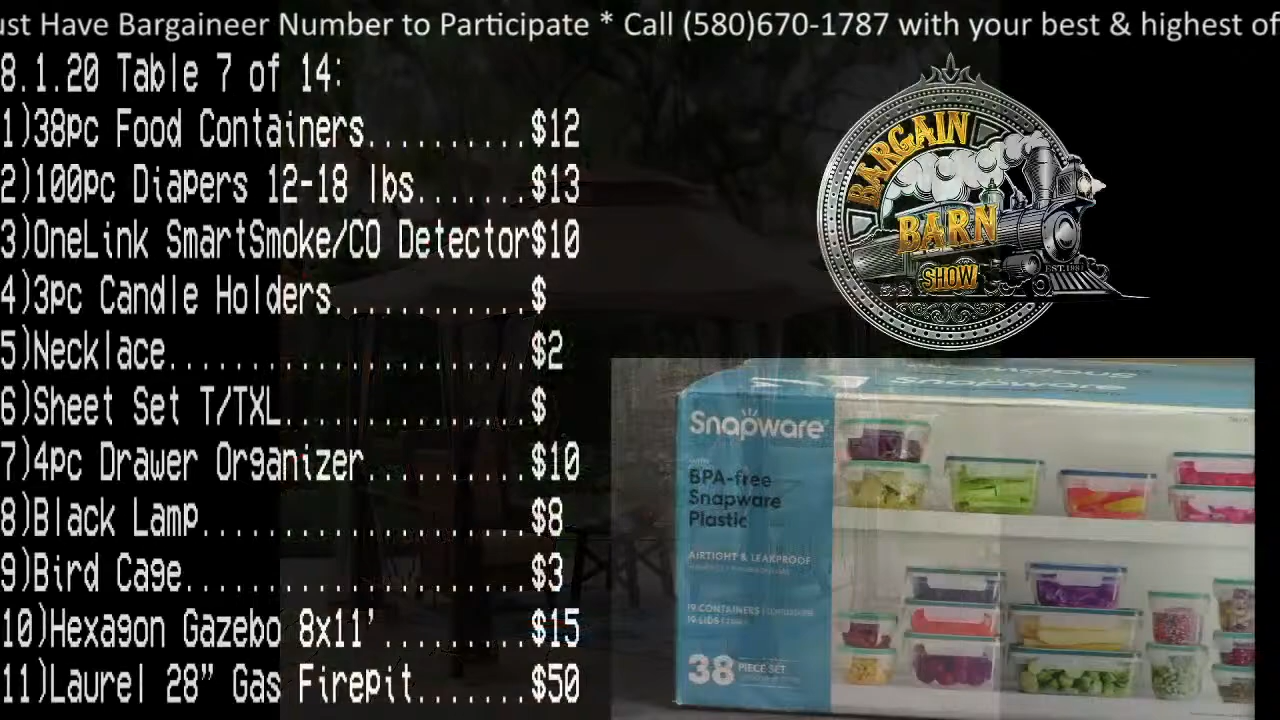 ust Have Bargaineer Number to Participate * Call (580)670-1787 with your best & highest of
8.1.20 Table 7 of 14:
1)38pc Food Containers..........$12
2)100pc Diapers 12-18 lbs.......$13
3)OneLink SmartSmoke/CO Detector$10
4)3pc Candle Holders............$
5)Necklace......................$2
6)Sheet Set T/TXL...............$
7)4pc Drawer Organizer..........$10
8)Black Lamp....................$8
9)Bird Cage.....................$3
10)Hexagon Gazebo 8x11'.........$15
11)Laurel 28" Gas Firepit.......$50
BARGAIN
BARN
SHOW
EST.1981
Snapware
Snapware
BPA-free
Snapware
Plastic
AIRTIGHT & LEAKPROOF
19 CONTAINERS
19 LIDS
38 PIECE SET